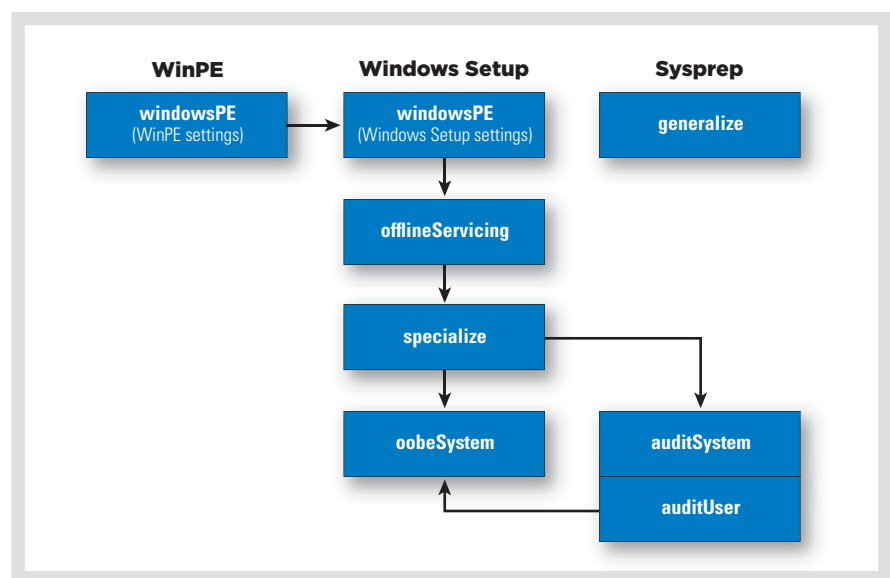 WinPE
Windows Setup
Sysprep
windowsPE
(WinPE settings)
windowsPE
(Windows Setup settings)
generalize
offlineServicing
specialize
oobeSystem
auditSystem
auditUser